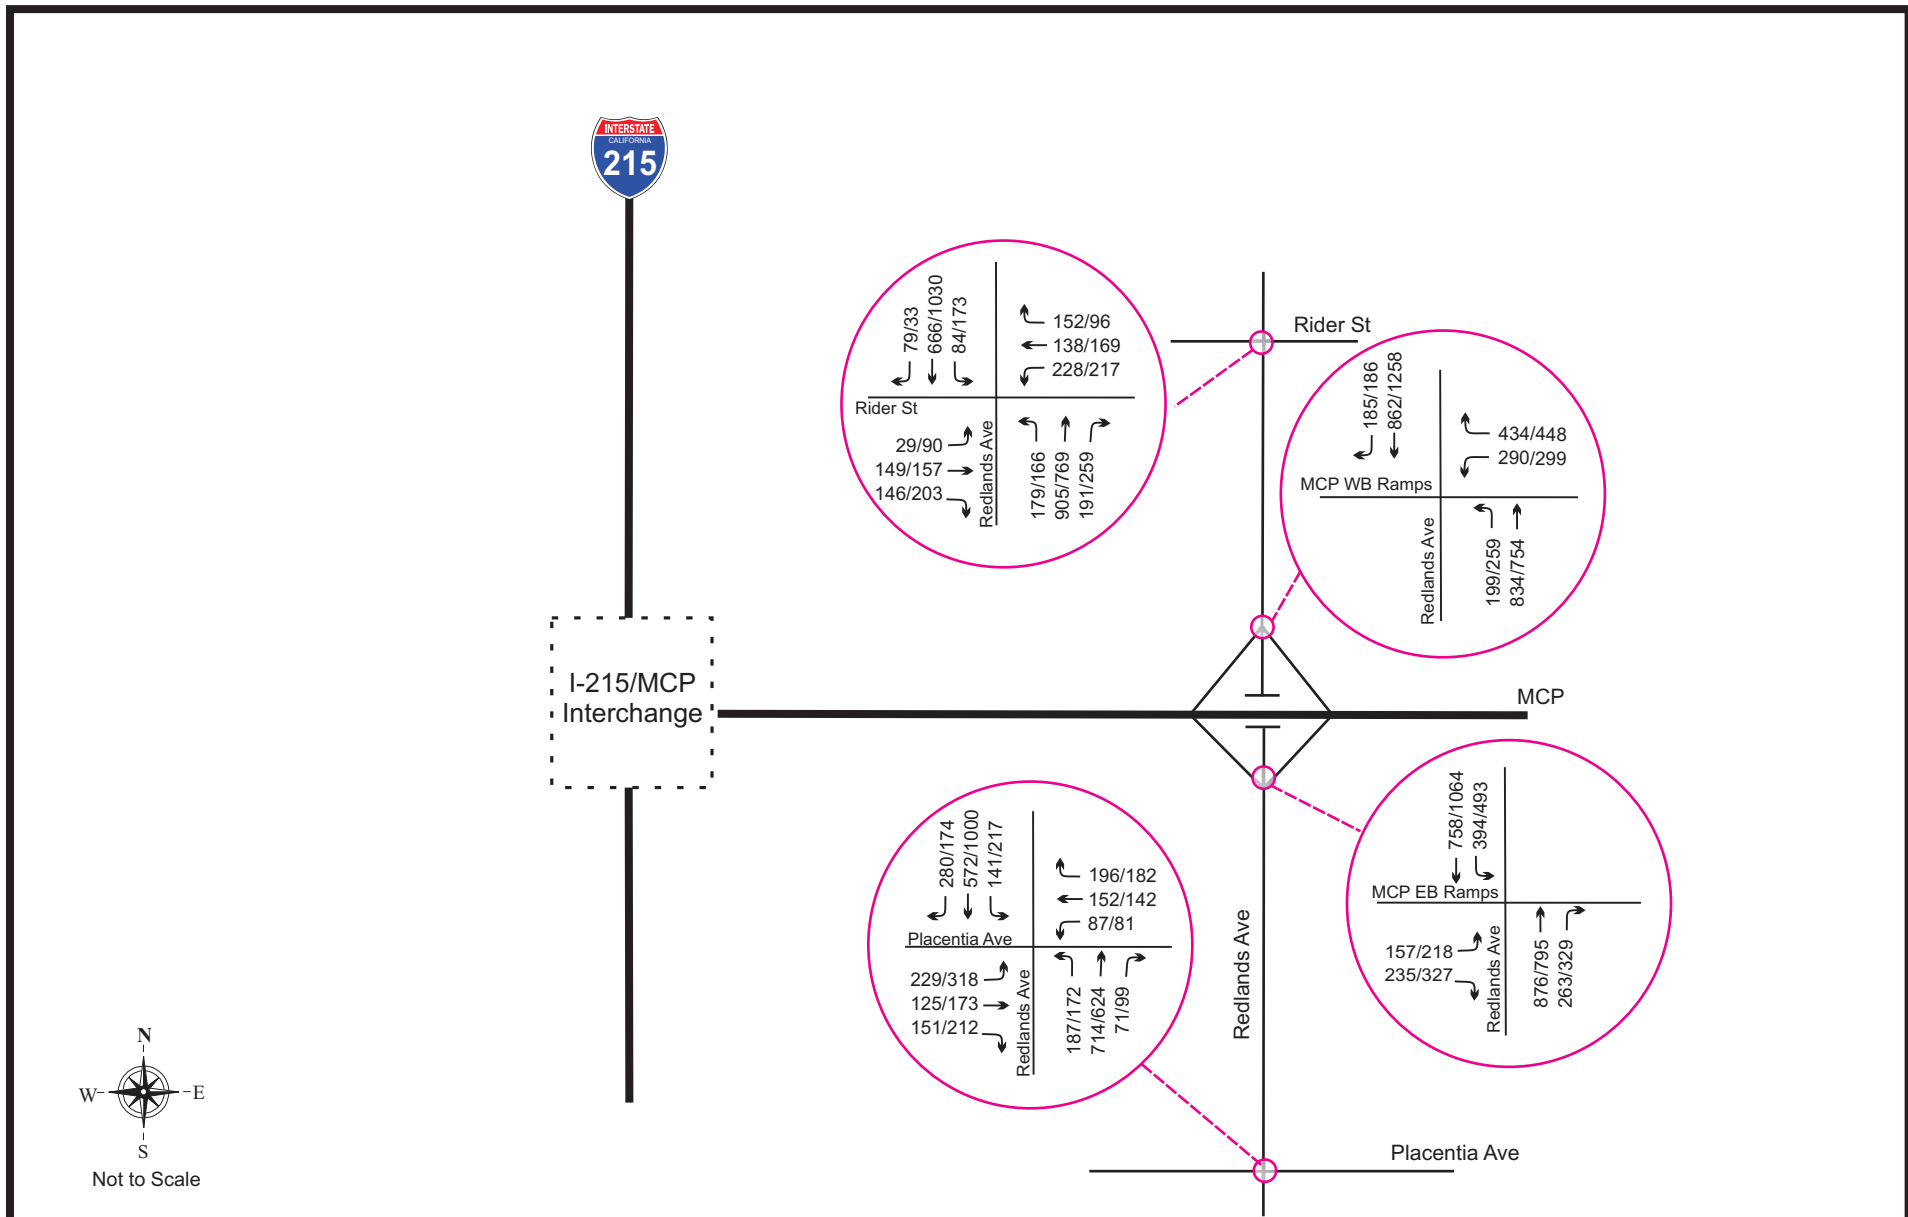 INTERSTATE
CALIFORNIA
215
79/33
666/1030
84/173
152/96
138/169
228/217
Rider St
29/90
149/157
146/203
Redlands Ave
179/166
905/769
191/259
Rider St
185/186
862/1258
434/448
290/299
MCP WB Ramps
Redlands Ave
199/259
834/754
I-215/MCP
Interchange
MCP
280/174
572/1000
141/217
196/182
152/142
87/81
Placentia Ave
229/318
125/173
151/212
Redlands Ave
187/172
714/624
71/99
Redlands Ave
758/1064
394/493
MCP EB Ramps
157/218
235/327
Redlands Ave
876/795
263/329
Placentia Ave
N
W
E
S
Not to Scale